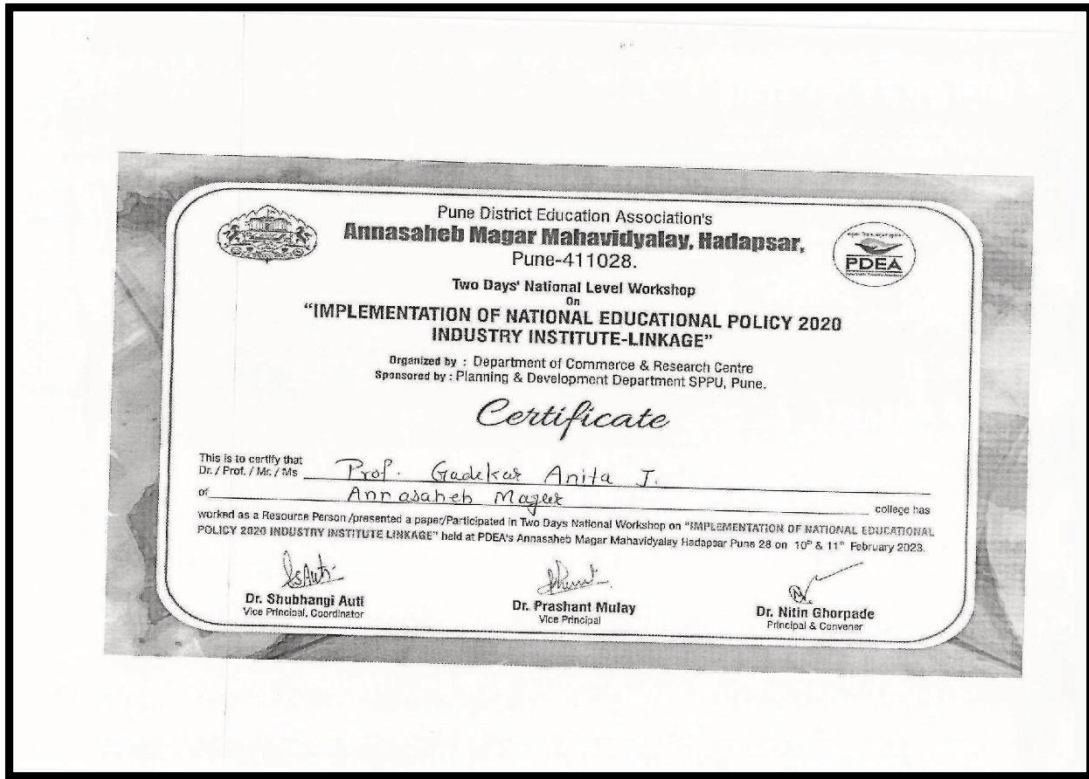 Pune District Education Association's
Annasaheb Magar Mahavidyalay, Hadapsar,
Pune-411028.
PDEA
Two Days' National Level Workshop
On
"IMPLEMENTATION OF NATIONAL EDUCATIONAL POLICY 2020
INDUSTRY INSTITUTE-LINKAGE"
Organized by : Department of Commerce & Research Centre
Sponsored by : Planning & Development Department SPPU, Pune.
Certificate
This is to certify that
Dr. / Prof. / Mr. / Ms Prof. Gadekar Anita J.
of Annasaheb Magar college has
worked as a Resource Person /presented a paper/Participated in Two Days National Workshop on "IMPLEMENTATION OF NATIONAL EDUCATIONAL
POLICY 2020 INDUSTRY INSTITUTE LINKAGE" held at PDEA's Annasaheb Magar Mahavidyalay Hadapsar Pune 28 on 10th & 11th February 2023.
Dr. Shubhangi Auti
Vice Principal, Coordinator
Dr. Prashant Mulay
Vice Principal
Dr. Nitin Ghorpade
Principal & Convener